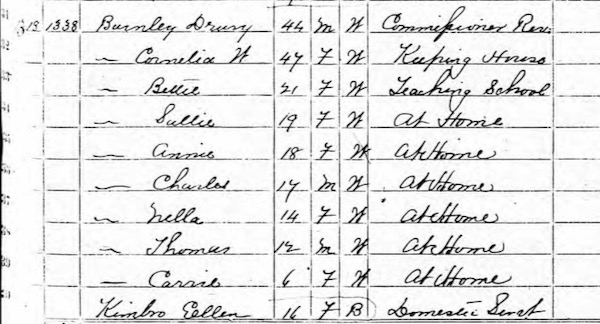 1338 Burnley Drury 44 M W Commissioner Rev.
— Cornelia W 47 F W Keeping House
— Bettie 21 F W Teaching School
— Sallie 19 F W At Home
— Annie 18 F W At Home
— Charles 17 M W At Home
— Nella 14 F W At Home
— Thomas 12 M W At Home
— Carrie 6 F W At Home
Kimbro Eellen 16 F B Domestic Servt